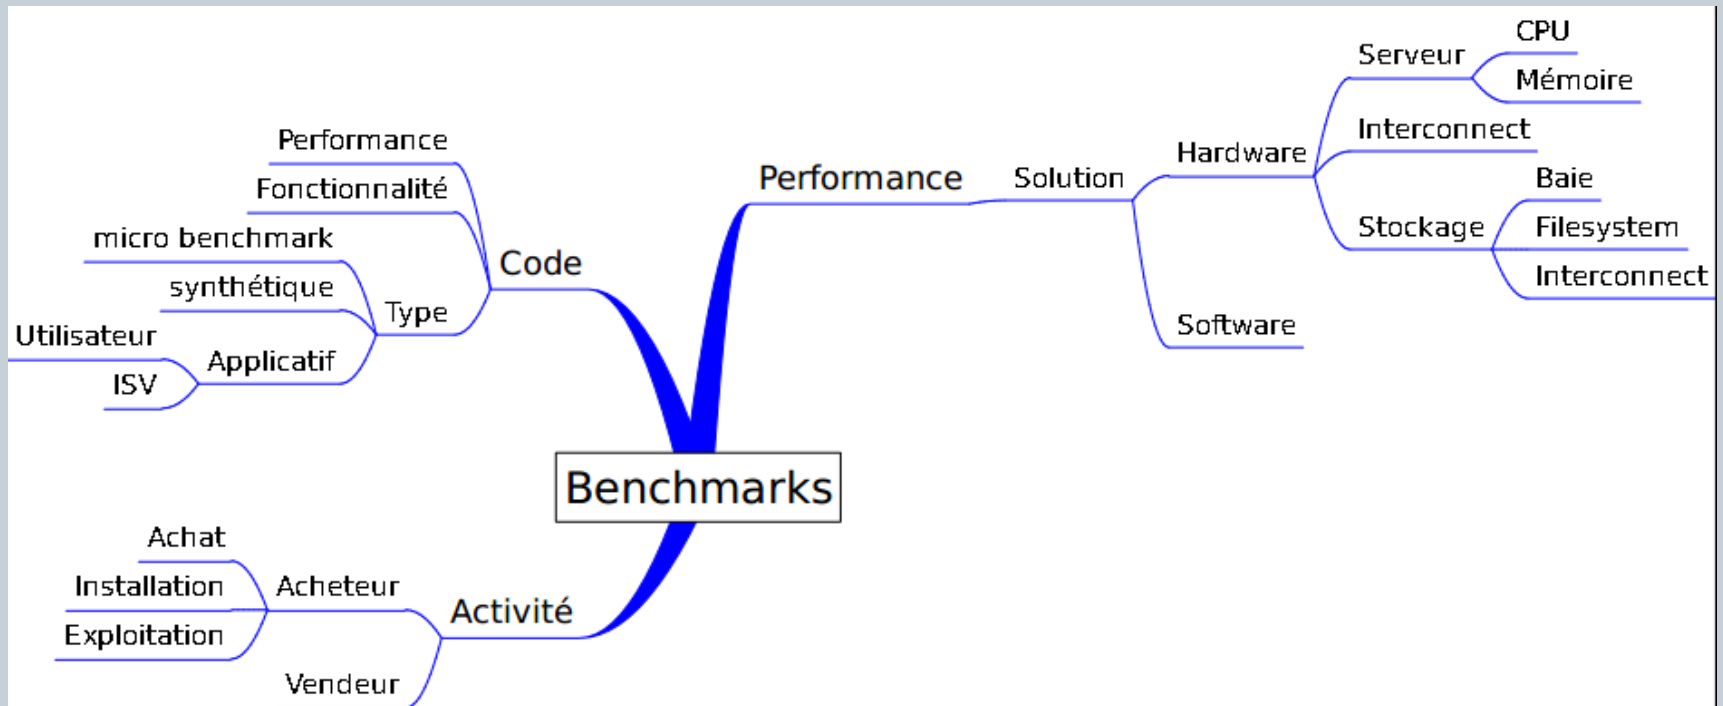 CPU
Serveur
Mémoire
Interconnect
Hardware
Baie
Stockage
Filesystem
Interconnect
Performance
Solution
Software
Performance
Fonctionnalité
Code
micro benchmark
synthétique
Type
Utilisateur
Applicatif
ISV
Benchmarks
Achat
Installation
Acheteur
Exploitation
Activité
Vendeur